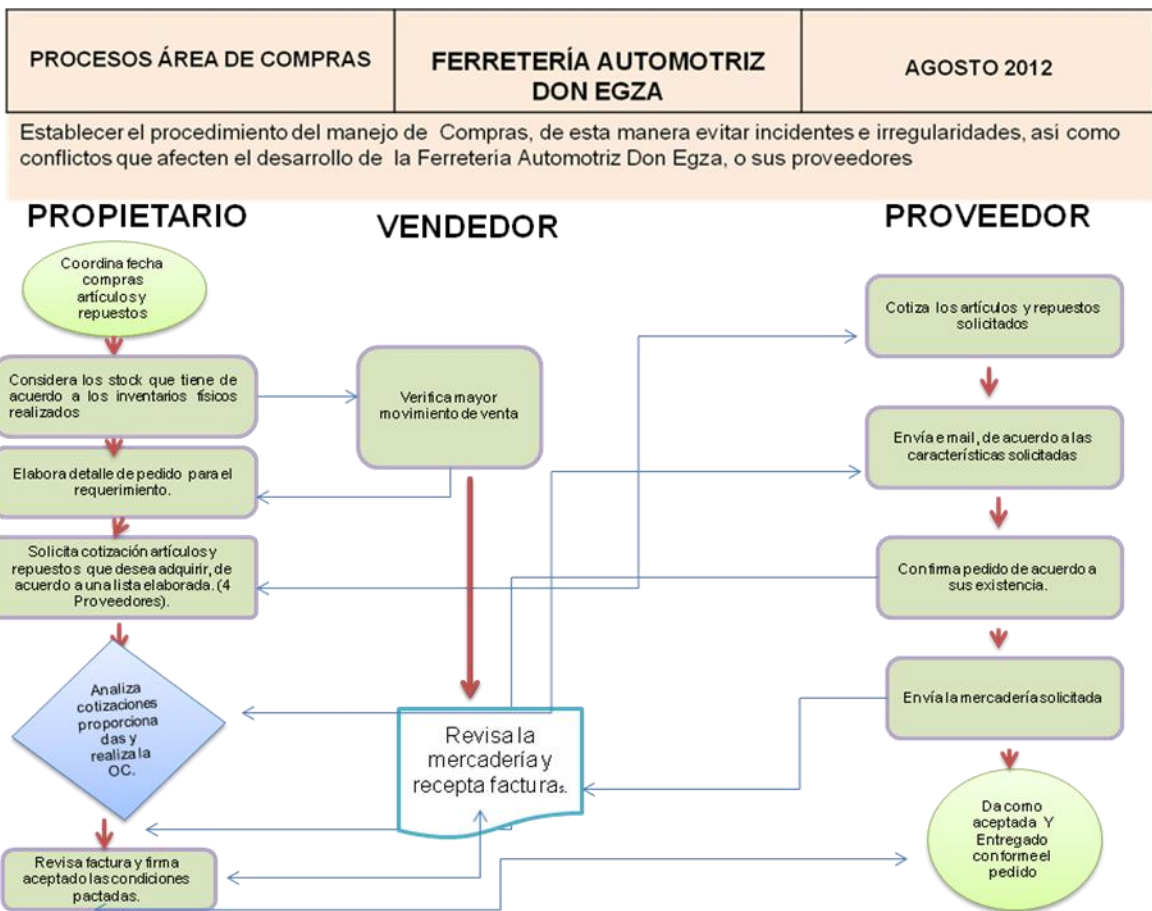 PROCESOS ÁREA DE COMPRAS
FERRETERÍA AUTOMOTRIZ
DON EGZA
AGOSTO 2012
Establecer el procedimiento del manejo de Compras, de esta manera evitar incidentes e irregularidades, así como
conflictos que afecten el desarrollo de la Ferretería Automotriz Don Egza, o sus proveedores
PROPIETARIO
VENDEDOR
PROVEEDOR
Coordina fecha
compras
artículos y
repuestos
Considera los stock que tiene de
acuerdo a los inventarios físicos
realizados
Elabora detalle de pedido para el
requerimiento.
Solicita cotización artículos y
repuestos que desea adquirir, de
acuerdo a una lista elaborada. (4
Proveedores).
Analiza
cotizaciones
proporciona
das y
realiza la
OC.
Revisa factura y firma
aceptado las condiciones
pactadas.
Verifica mayor
movimiento de venta
Revisa la
mercadería y
recepta facturas.
Cotiza los artículos y repuestos
solicitados
Envía e mail, de acuerdo a las
características solicitadas
Confirma pedido de acuerdo a
sus existencia.
Envía la mercadería solicitada
Da como
aceptada Y
Entregado
conforme el
pedido